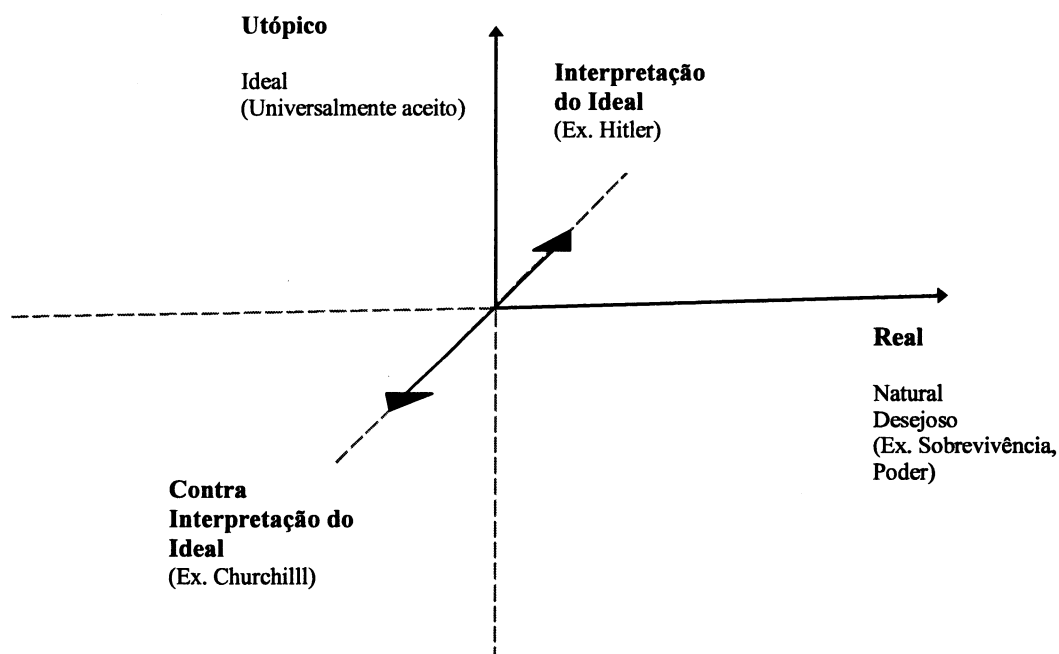 Utópico
Ideal
(Universalmente aceito)
Interpretação
do Ideal
(Ex. Hitler)
Real
Natural
Desejoso
(Ex. Sobrevivência,
Poder)
Contra
Interpretação do
Ideal
(Ex. Churchilll)